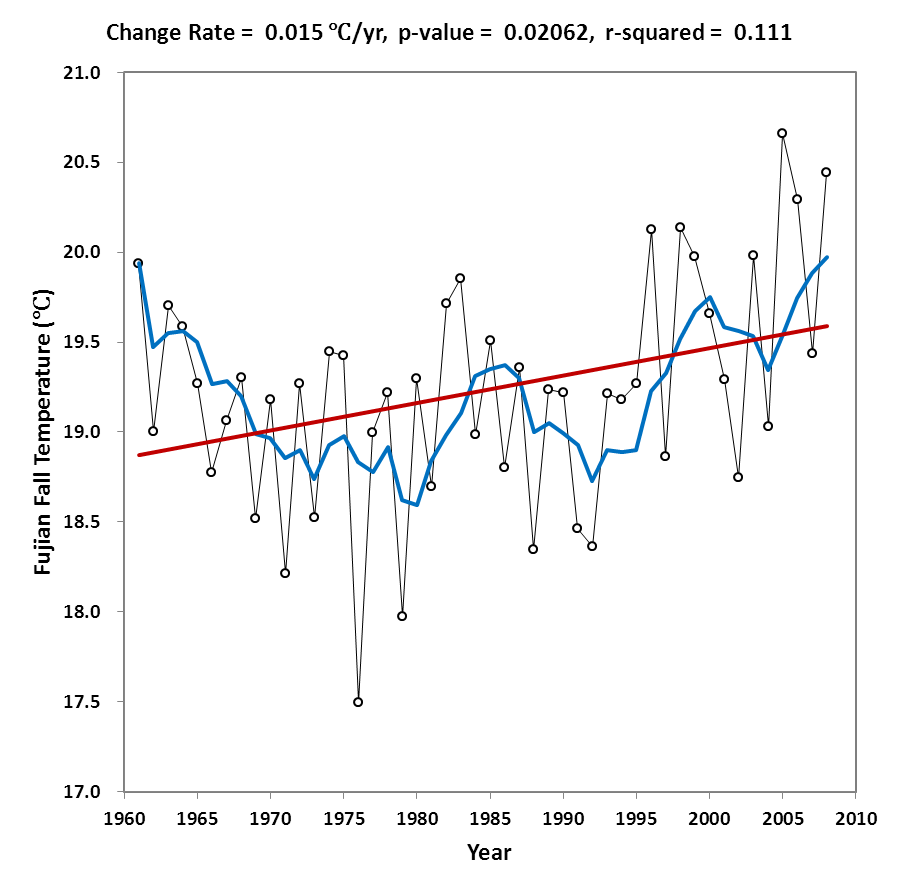 Change Rate = 0.015 ℃/yr, p-value = 0.02062, r-squared = 0.111
21.0
20.5
20.0
19.5
19.0
18.5
18.0
17.5
17.0
Fujian Fall Temperature (℃)
1960 1965 1970 1975 1980 1985 1990 1995 2000 2005 2010
Year